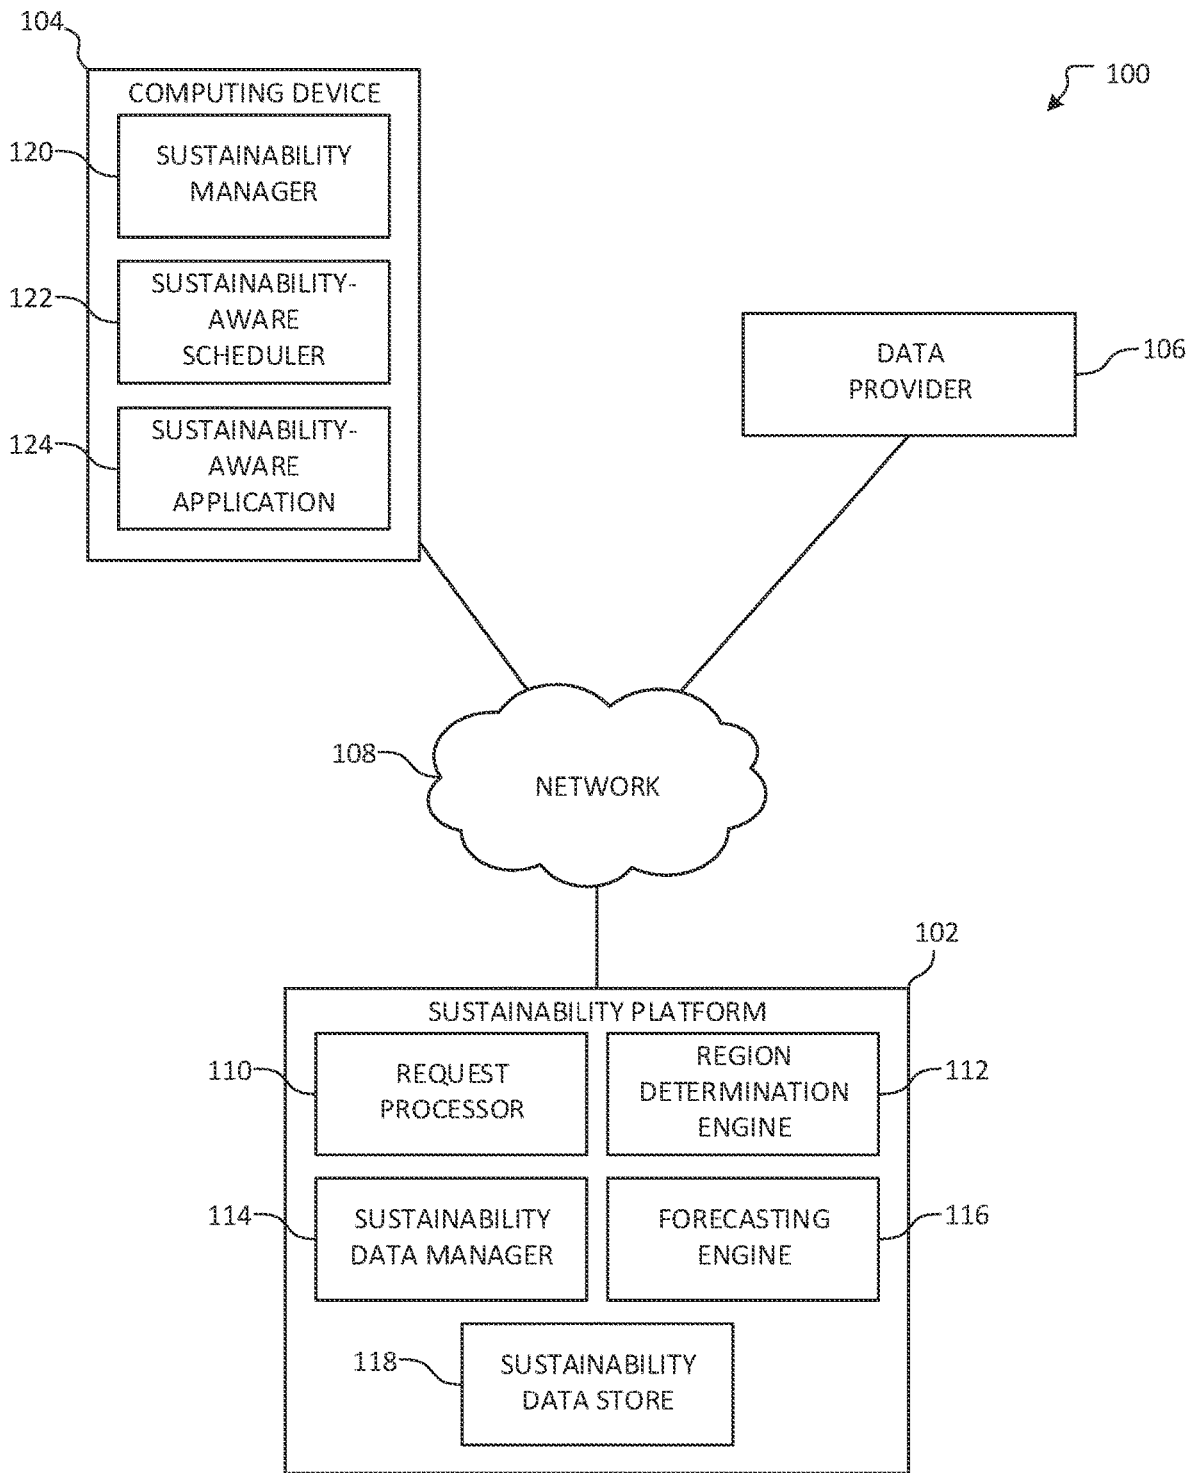 104
100
COMPUTING DEVICE
120
SUSTAINABILITY
MANAGER
122
SUSTAINABILITY-
AWARE
SCHEDULER
124
SUSTAINABILITY-
AWARE
APPLICATION
DATA
PROVIDER
106
108
NETWORK
102
SUSTAINABILITY PLATFORM
110
REQUEST
PROCESSOR
REGION
DETERMINATION
ENGINE
112
114
SUSTAINABILITY
DATA MANAGER
FORECASTING
ENGINE
116
118
SUSTAINABILITY
DATA STORE